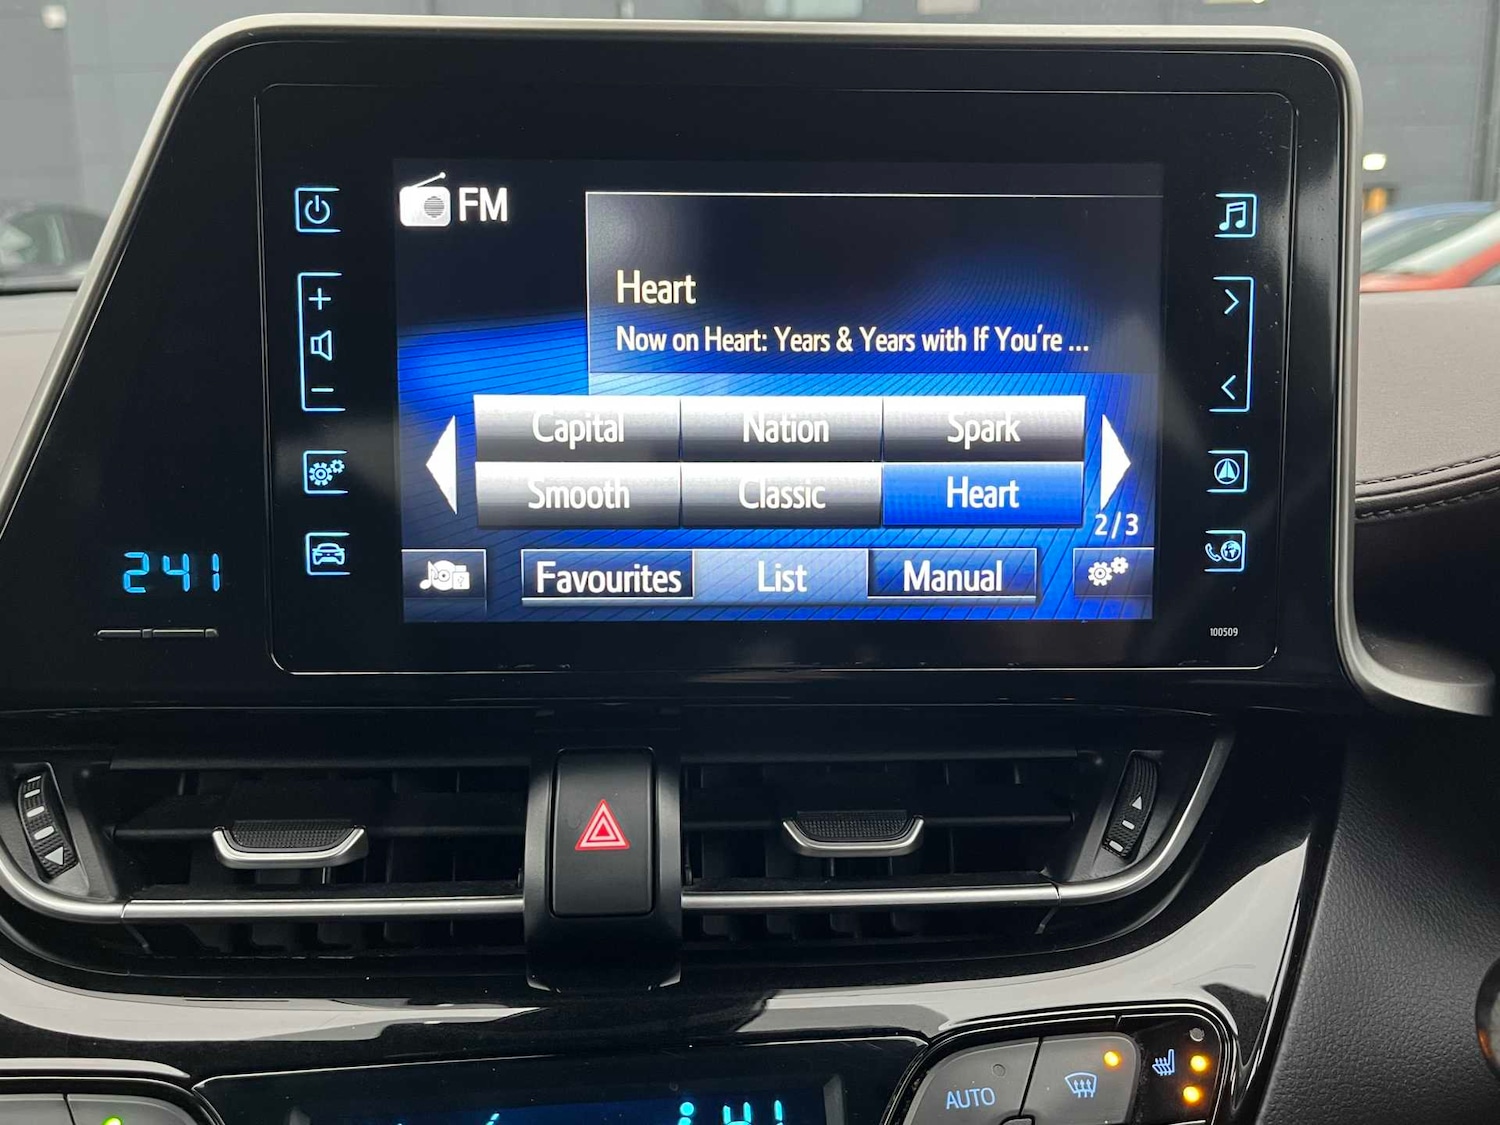 FM
Heart
Now on Heart: Years & Years with If You're ...
Capital Nation Spark
Smooth Classic Heart
2/3
Favourites List Manual
241
100509
AUTO